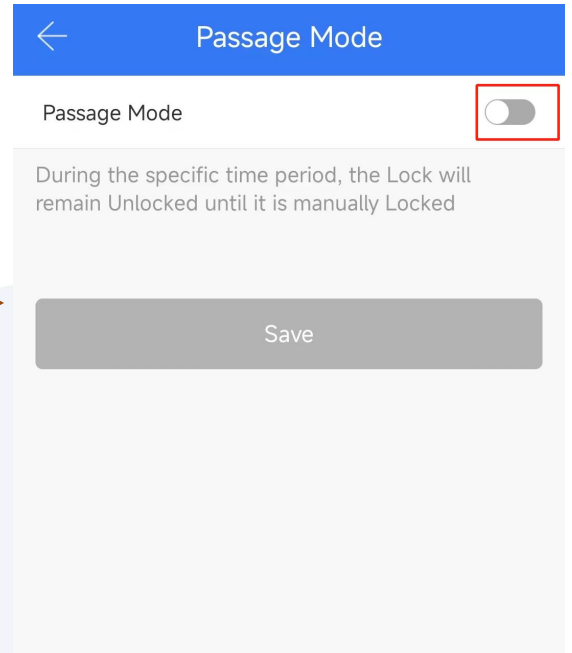 Passage Mode
Passage Mode
During the specific time period, the Lock will
remain Unlocked until it is manually Locked
Save